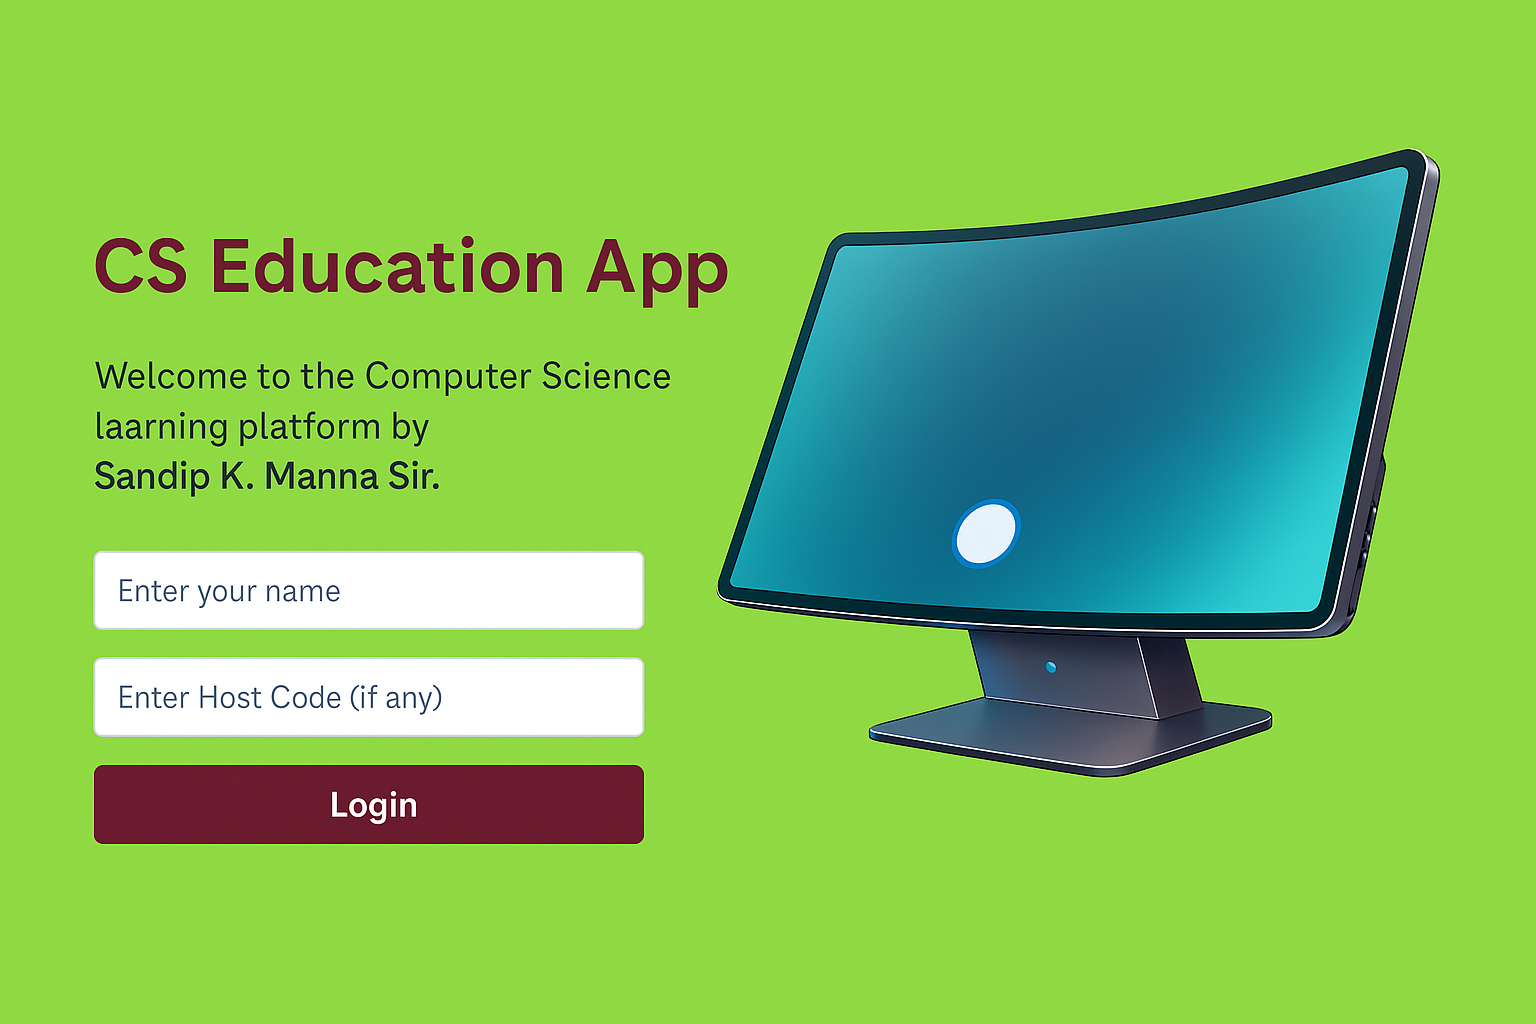 CS Education App
Welcome to the Computer Science
laarning platform by
Sandip K. Manna Sir.
Enter your name
Enter Host Code (if any)
Login